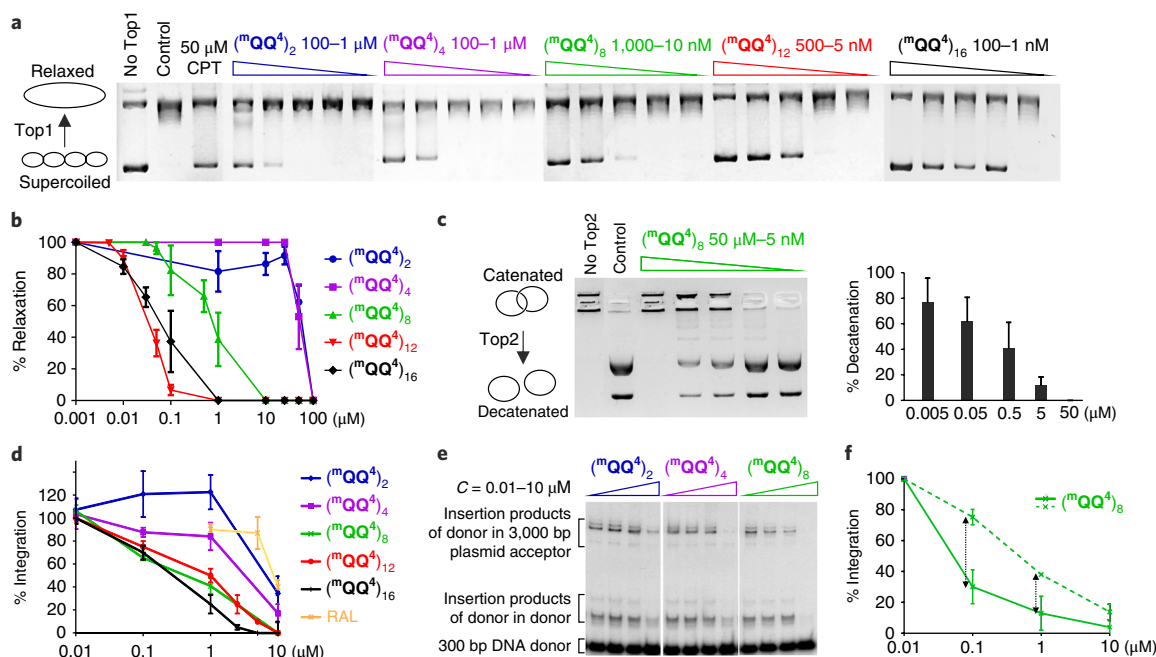 a
No Top1
Control
50 μM
CPT
(ᵐQQ⁴)₂ 100–1 μM
(ᵐQQ⁴)₄ 100–1 μM
(ᵐQQ⁴)₈ 1,000–10 nM
(ᵐQQ⁴)₁₂ 500–5 nM
(ᵐQQ⁴)₁₆ 100–1 nM
Relaxed
Top1
Supercoiled
b
% Relaxation
100
80
60
40
20
0
0.001 0.01 0.1 1 10 100 (μM)
(ᵐQQ⁴)₂
(ᵐQQ⁴)₄
(ᵐQQ⁴)₈
(ᵐQQ⁴)₁₂
(ᵐQQ⁴)₁₆
c
No Top2
Control
(ᵐQQ⁴)₈ 50 μM–5 nM
Catenated
Top2
Decatenated
% Decatenation
100
80
60
40
20
0
0.005 0.05 0.5 5 50 (μM)
d
% Integration
120
100
80
60
40
20
0
0.01 0.1 1 10 (μM)
(ᵐQQ⁴)₂
(ᵐQQ⁴)₄
(ᵐQQ⁴)₈
(ᵐQQ⁴)₁₂
(ᵐQQ⁴)₁₆
RAL
e
(ᵐQQ⁴)₂
(ᵐQQ⁴)₄
(ᵐQQ⁴)₈
C = 0.01–10 μM
Insertion products
of donor in 3,000 bp
plasmid acceptor
Insertion products
of donor in donor
300 bp DNA donor
f
% Integration
100
80
60
40
20
0
0.01 0.1 1 10 (μM)
(ᵐQQ⁴)₈